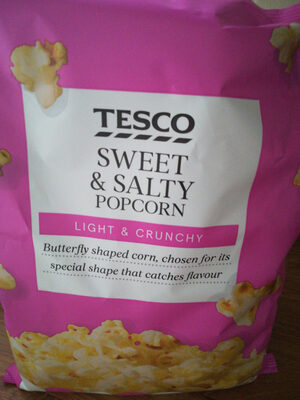 TESCO
SWEET
& SALTY
POPCORN
LIGHT & CRUNCHY
Butterfly shaped corn, chosen for its
special shape that catches flavour